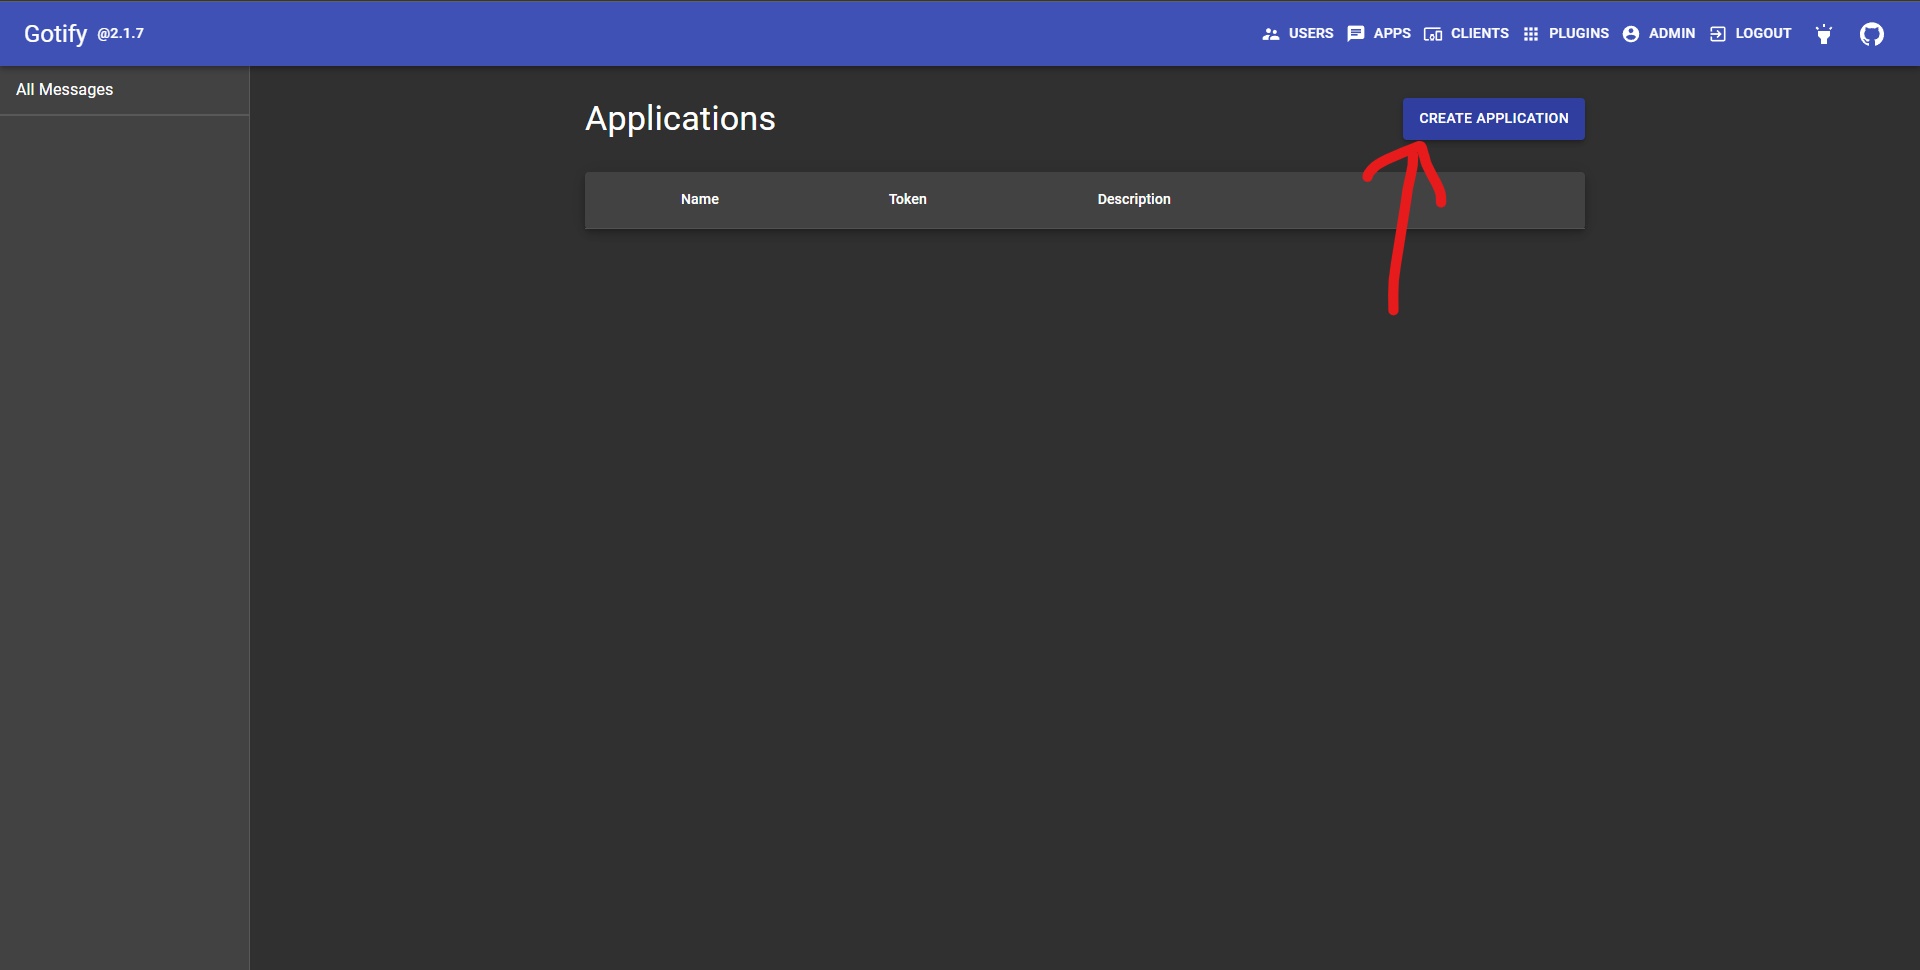 Gotify @2.1.7 USERS APPS CLIENTS PLUGINS ADMIN LOGOUT
All Messages
Applications CREATE APPLICATION
Name Token Description